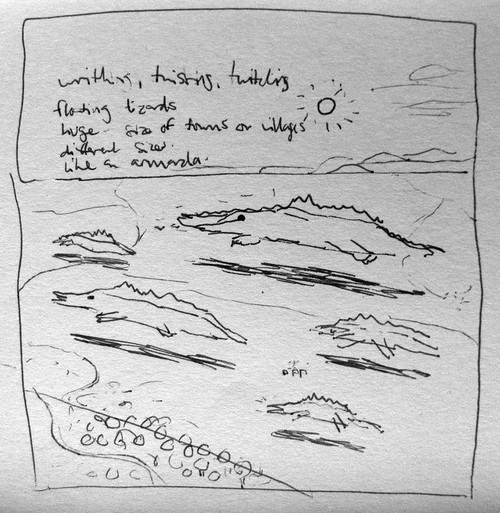 writhing, twisting, twitching
floating lizards
huge - size of towns or villages
different sizes.
like an armada.